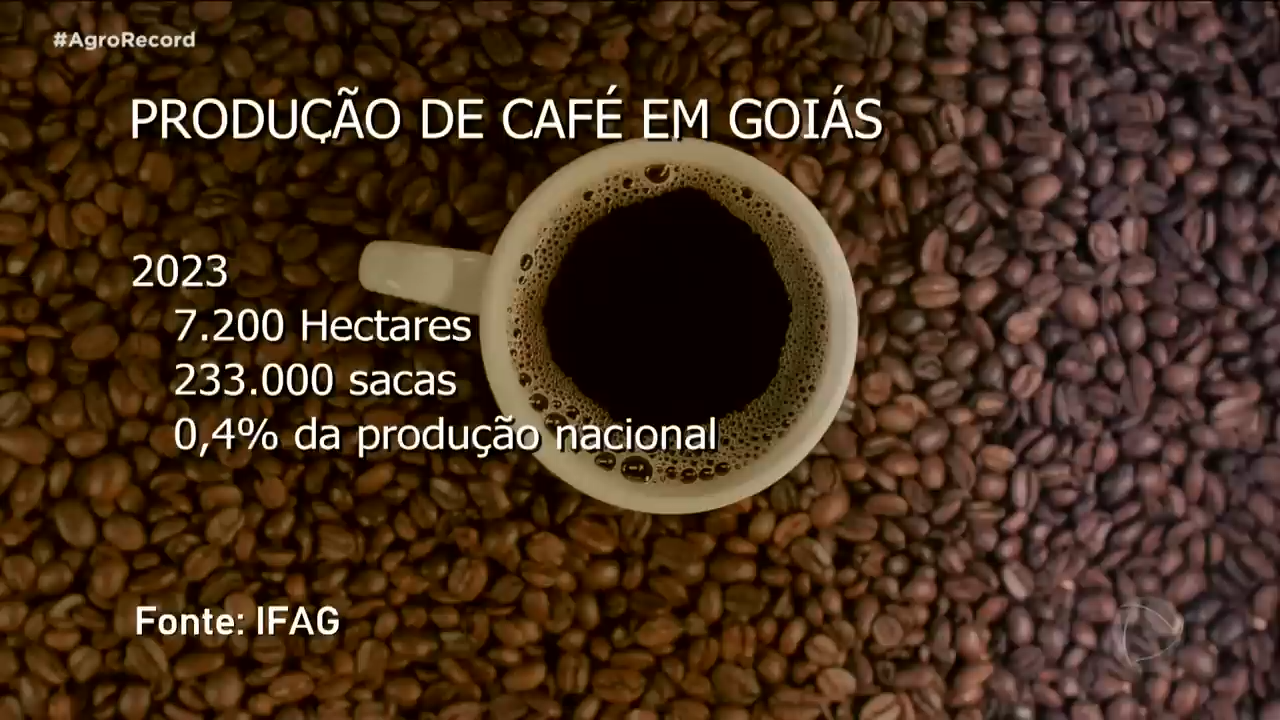 #AgroRecord
PRODUÇÃO DE CAFÉ EM GOIÁS
2023
7.200 Hectares
233.000 sacas
0,4% da produção nacional
Fonte: IFAG